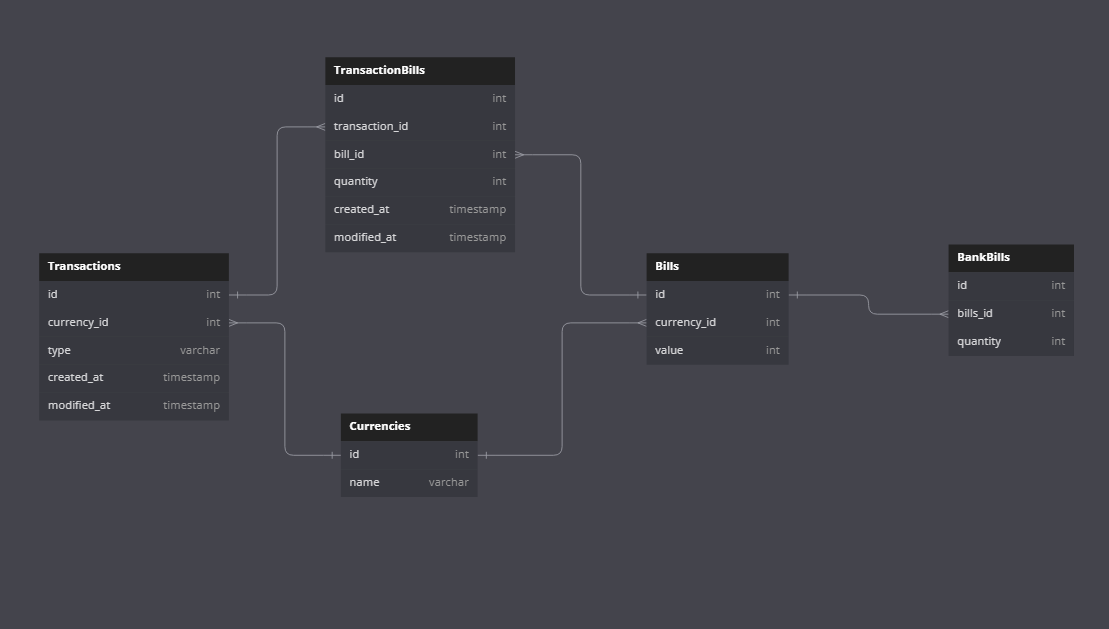 TransactionBills
id int
transaction_id int
bill_id int
quantity int
created_at timestamp
modified_at timestamp
Transactions
id int
currency_id int
type varchar
created_at timestamp
modified_at timestamp
Currencies
id int
name varchar
Bills
id int
currency_id int
value int
BankBills
id int
bills_id int
quantity int